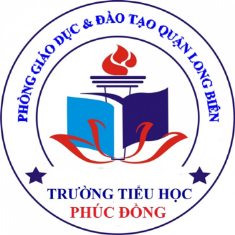 PHÒNG GIÁO DỤC & ĐÀO TẠO QUẬN LONG BIÊN
TRƯỜNG TIỂU HỌC
PHÚC ĐỒNG